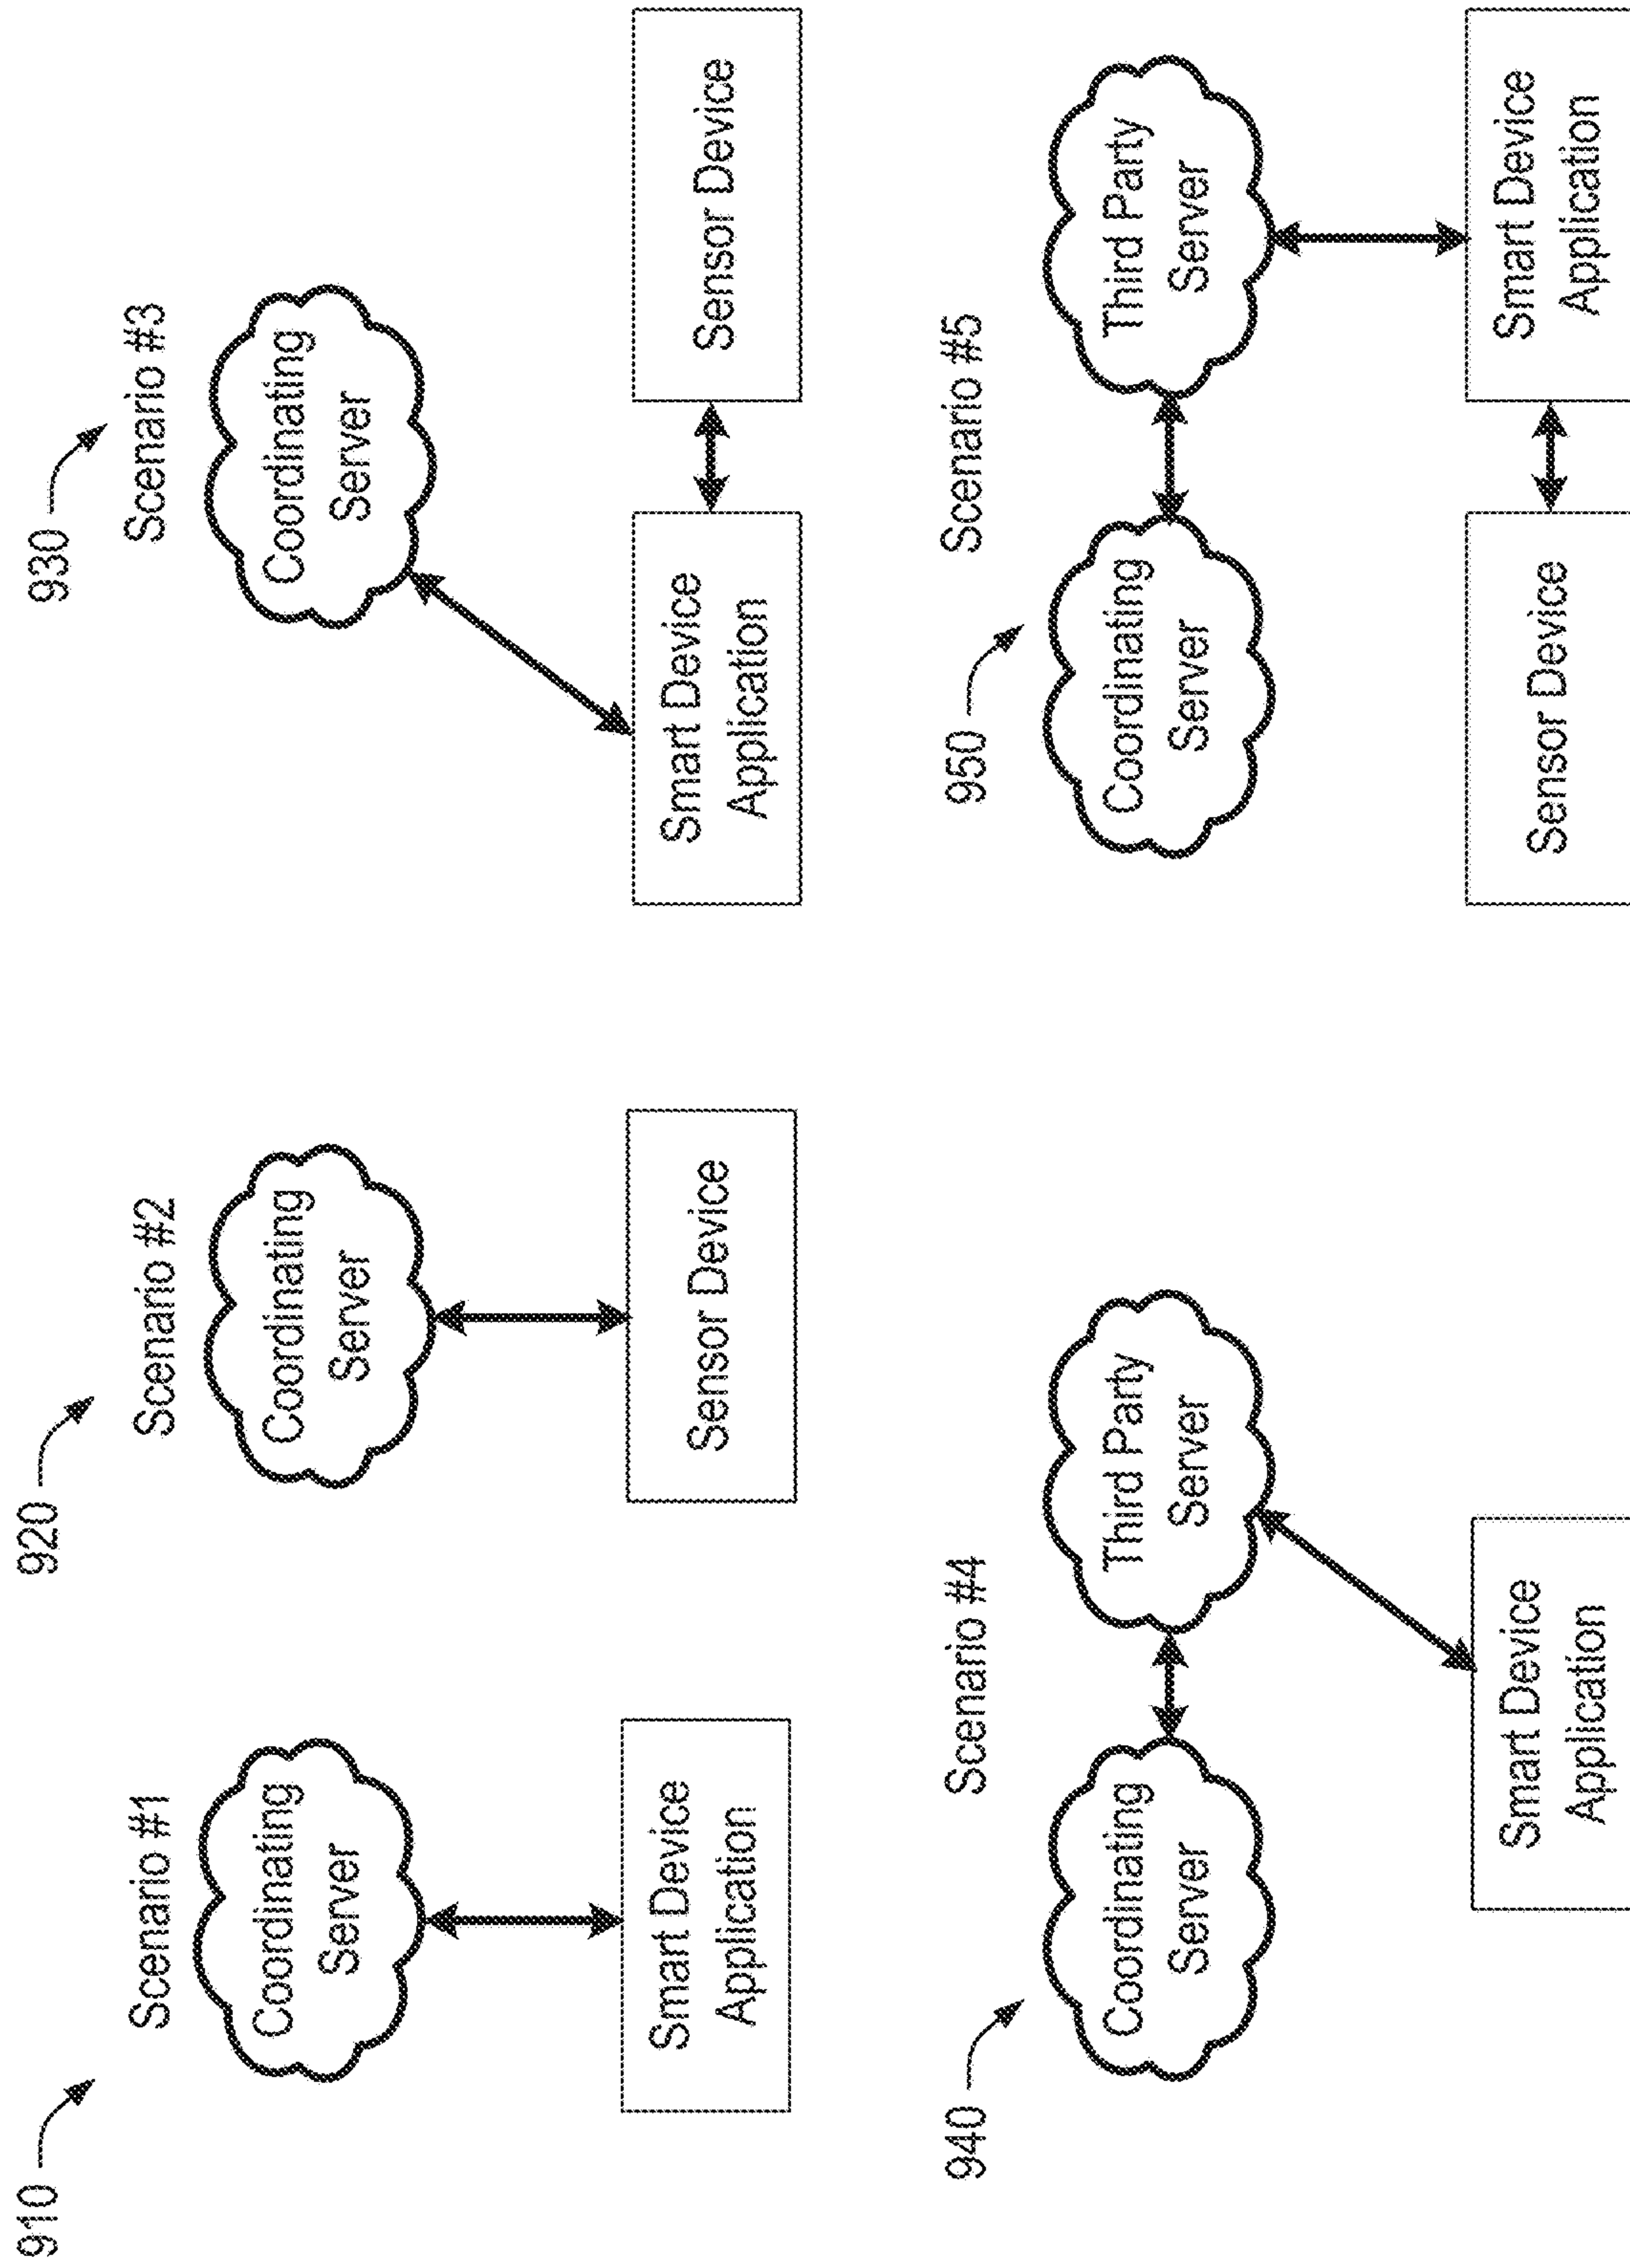 910
Scenario #1
Coordinating
Server
Smart Device
Application
920
Scenario #2
Coordinating
Server
Sensor Device
930
Scenario #3
Coordinating
Server
Smart Device
Application
Sensor Device
940
Scenario #4
Coordinating
Server
Third Party
Server
Smart Device
Application
950
Scenario #5
Coordinating
Server
Third Party
Server
Sensor Device
Smart Device
Application